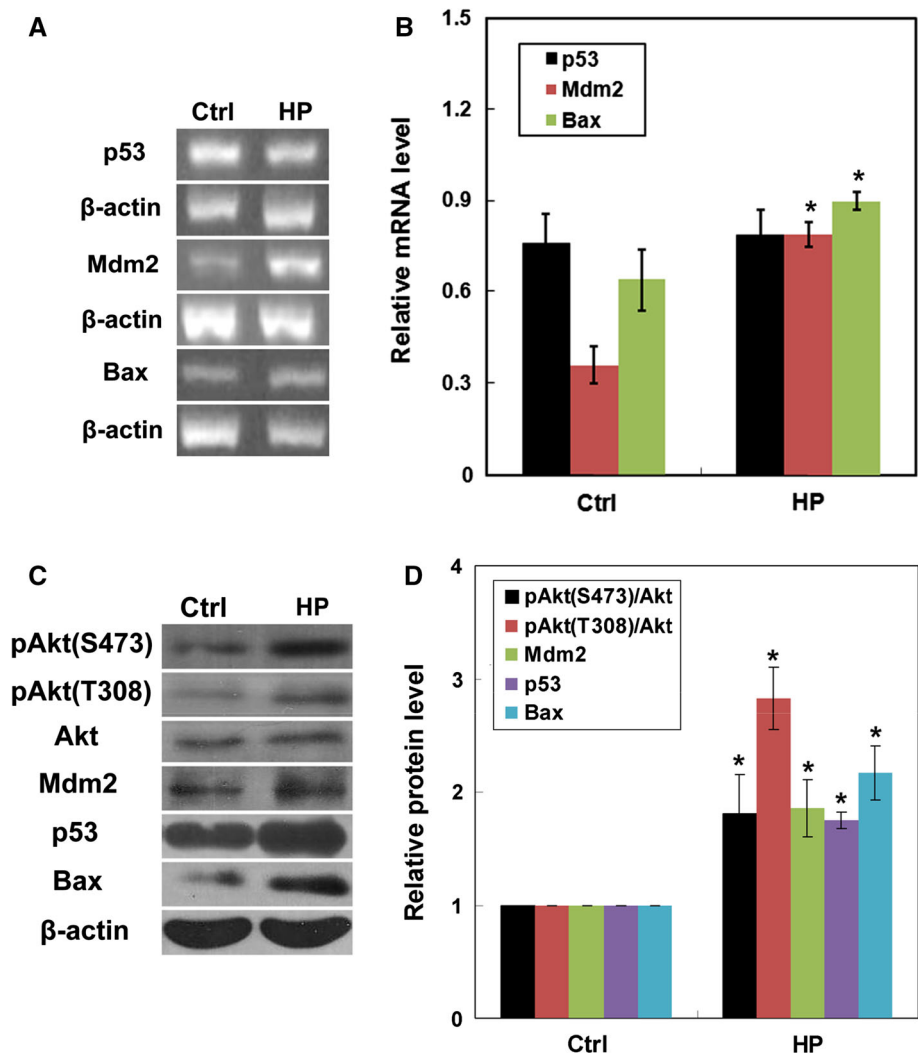 A
Ctrl HP
p53
β-actin
Mdm2
β-actin
Bax
β-actin
B
1.5
1.2
0.9
0.6
0.3
0
Relative mRNA level
p53
Mdm2
Bax
* *
Ctrl HP
C
Ctrl HP
pAkt(S473)
pAkt(T308)
Akt
Mdm2
p53
Bax
β-actin
D
4
3
2
1
0
Relative protein level
pAkt(S473)/Akt
pAkt(T308)/Akt
Mdm2
p53
Bax
* * * * *
Ctrl HP